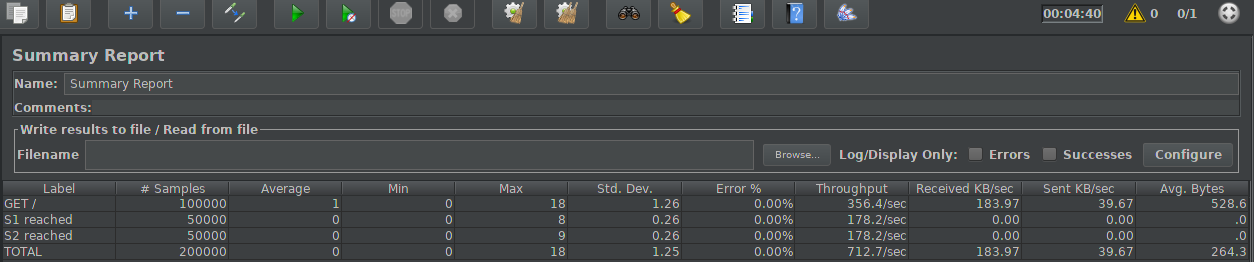 STOP
00:04:40 0 0/1
Summary Report
Name: Summary Report
Comments:
Write results to file / Read from file
Filename Browse... Log/Display Only: Errors Successes Configure
Label # Samples Average Min Max Std. Dev. Error % Throughput Received KB/sec Sent KB/sec Avg. Bytes
GET / 100000 1 0 18 1.26 0.00% 356.4/sec 183.97 39.67 528.6
S1 reached 50000 0 0 8 0.26 0.00% 178.2/sec 0.00 0.00 .0
S2 reached 50000 0 0 9 0.26 0.00% 178.2/sec 0.00 0.00 .0
TOTAL 200000 0 0 18 1.25 0.00% 712.7/sec 183.97 39.67 264.3